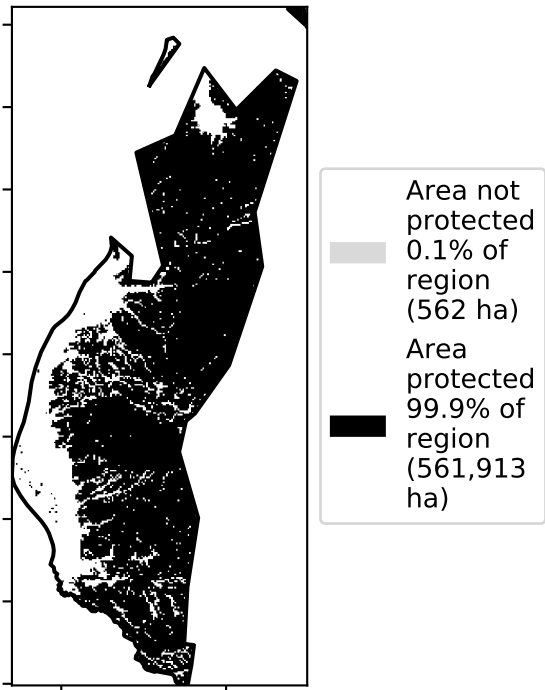 Area not
protected
0.1% of
region
(562 ha)
Area
protected
99.9% of
region
(561,913
ha)